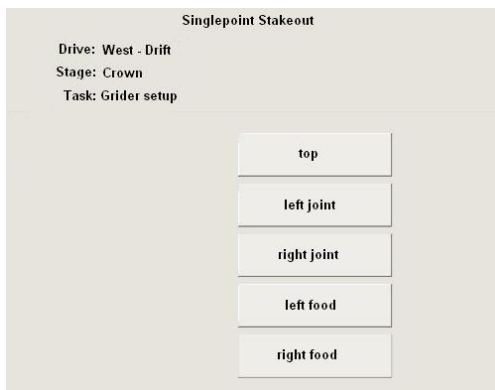 Singlepoint Stakeout
Drive: West - Drift
Stage: Crown
Task: Grider setup
top
left joint
right joint
left food
right food